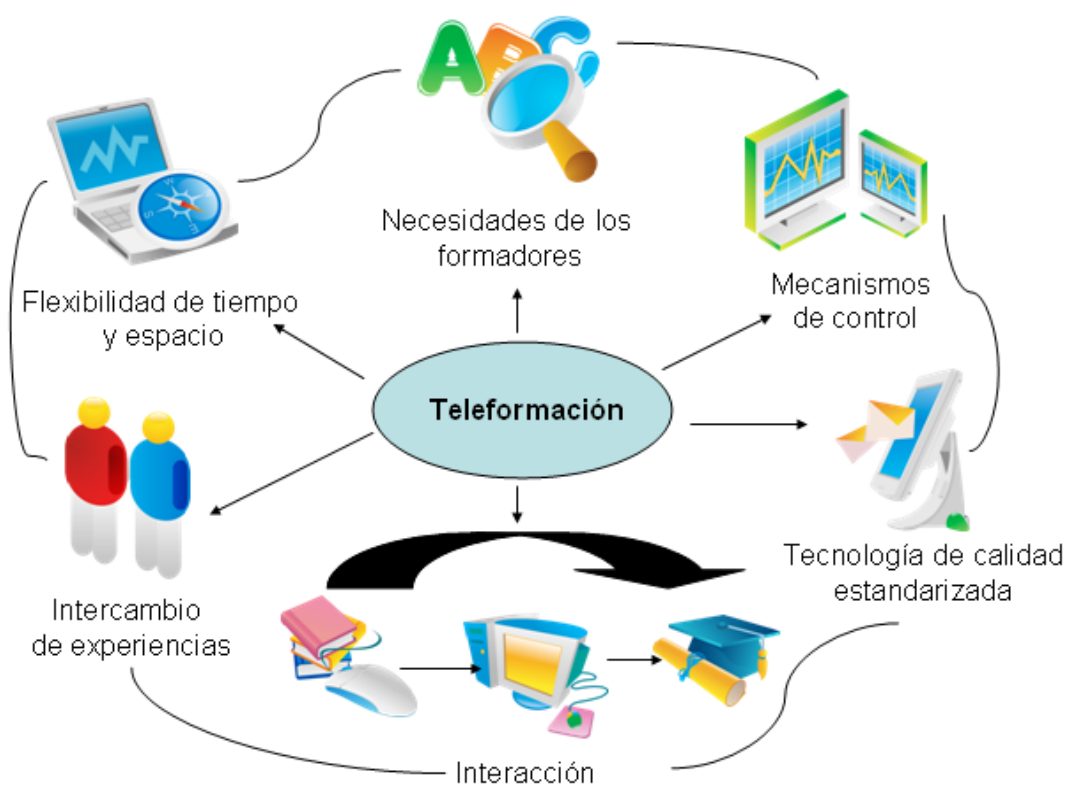 ABC
Necesidades de los
formadores
Flexibilidad de tiempo
y espacio
Mecanismos
de control
Teleformación
Tecnología de calidad
estandarizada
Intercambio
de experiencias
Interacción